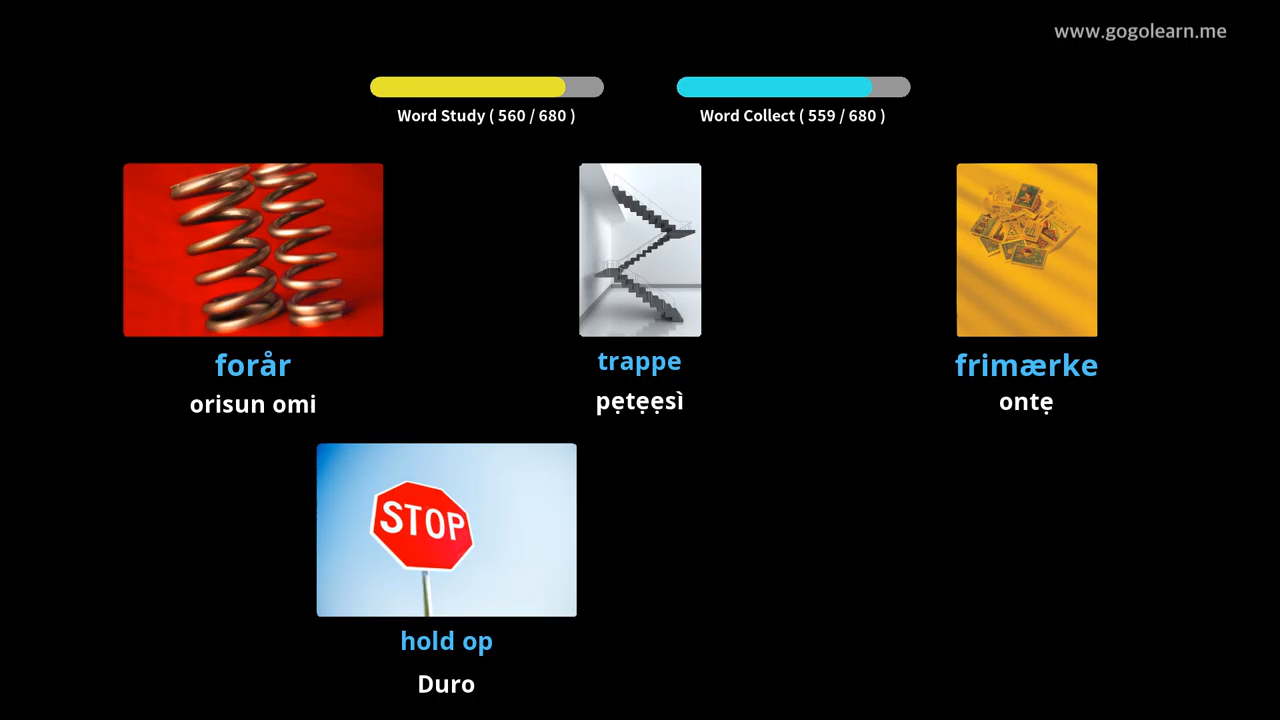 www.gogolearn.me
Word Study ( 560 / 680 )
Word Collect ( 559 / 680 )
forår
orisun omi
trappe
pẹtẹẹsì
frimærke
ontẹ
STOP
hold op
Duro